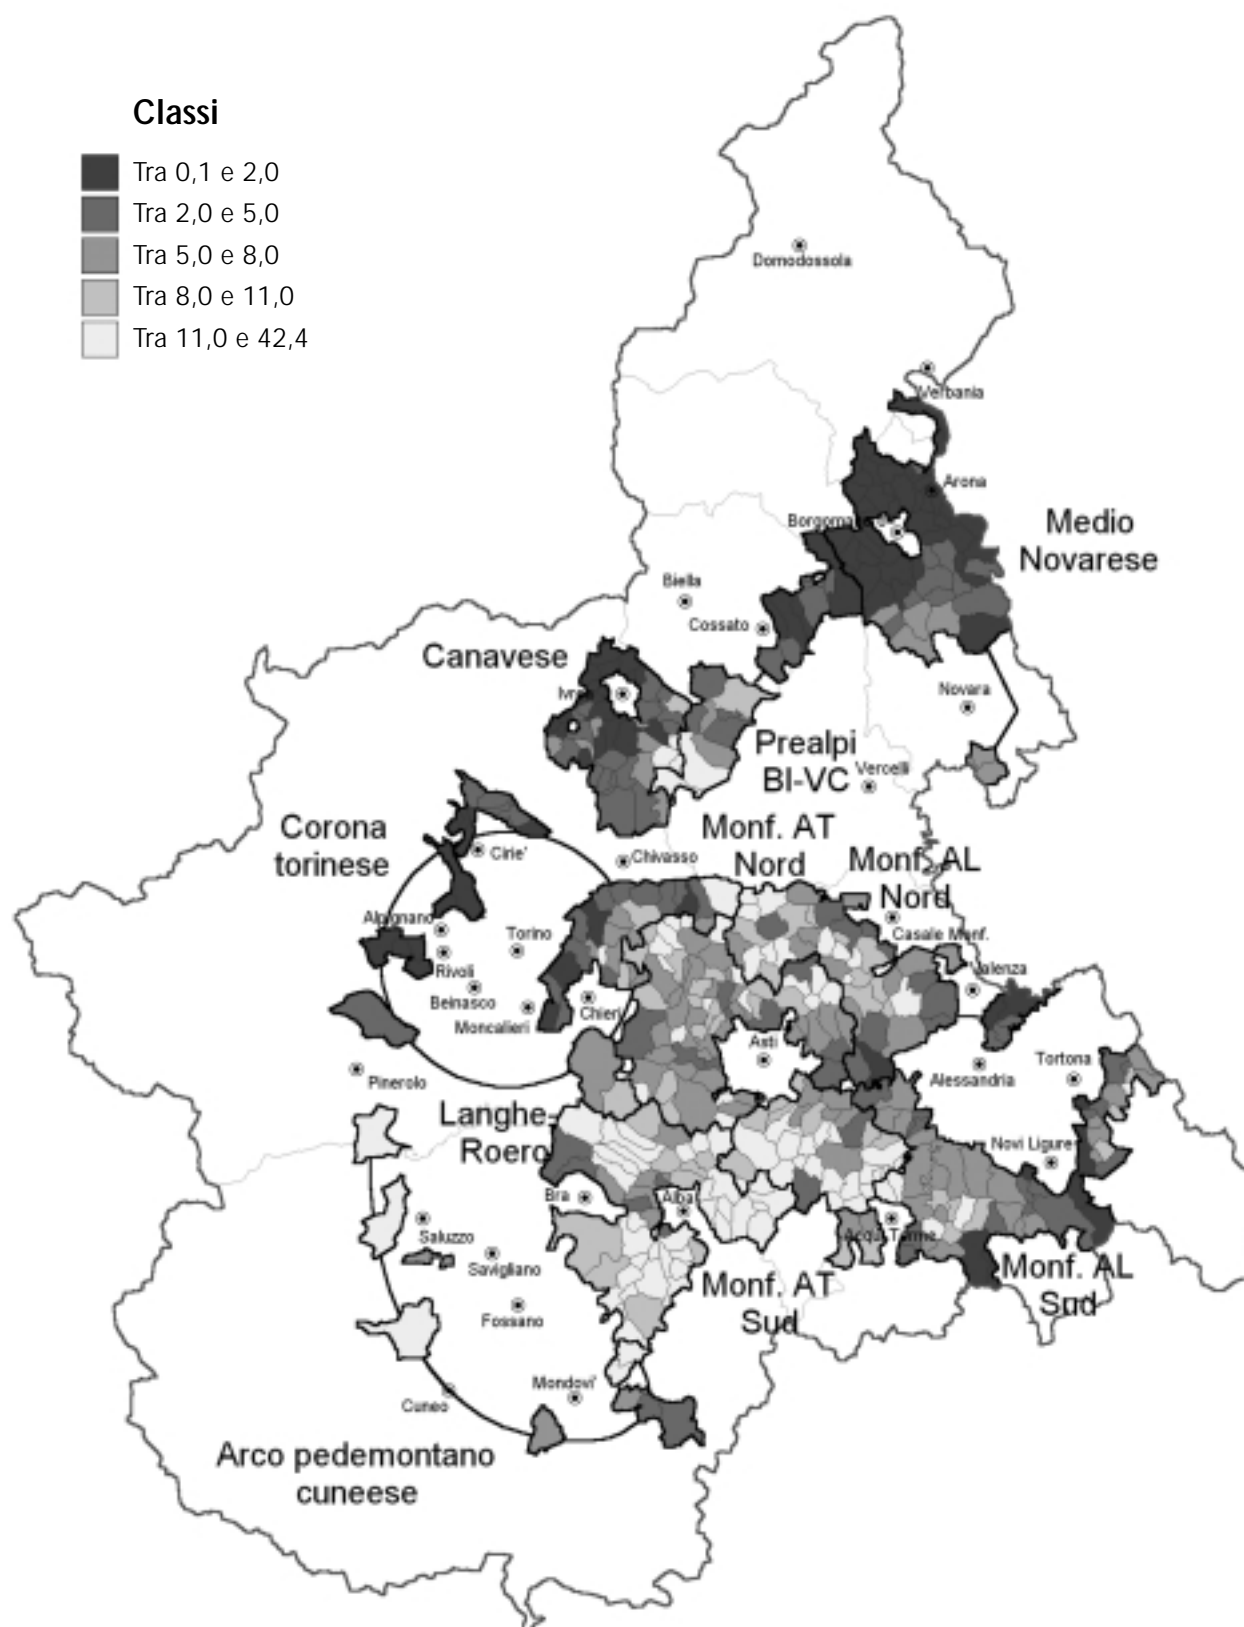 Classi
Tra 0,1 e 2,0
Tra 2,0 e 5,0
Tra 5,0 e 8,0
Tra 8,0 e 11,0
Tra 11,0 e 42,4
Domodossola
Verbania
Arona
Medio
Novarese
Biella
Cossato
Canavese
Novara
Prealpi
BI-VC
Vercelli
Corona
torinese
Monf. AT
Nord
Monf. AL
Nord
Cirie'
Chivasso
Alpignano
Torino
Casale Monf.
Rivoli
Valenza
Beinasco
Chieri
Moncalieri
Asti
Tortona
Pinerolo
Alessandria
Langhe-
Roero
Novi Ligure
Bra
Alba
Saluzzo
Acqui Terme
Savigliano
Monf. AT
Sud
Monf. AL
Sud
Fossano
Mondovi'
Cuneo
Arco pedemontano
cuneese